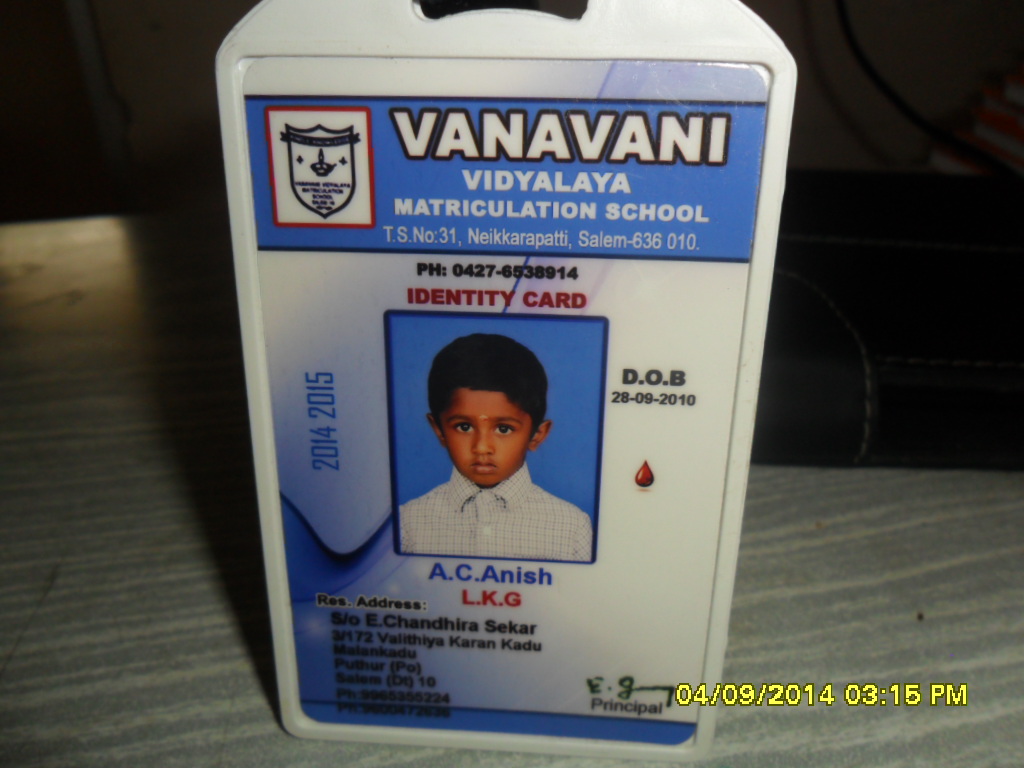 VANAVANI
VIDYALAYA
MATRICULATION SCHOOL
T.S.No:31, Neikkarapatti, Salem-636 010.
PH: 0427-6538914
IDENTITY CARD
2014 2015
D.O.B
28-09-2010
A.C.Anish
L.K.G
Res. Address:
S/o E.Chandhira Sekar
3/172 Valithiya Karan Kadu
Malankadu
Puthur (Po)
Salem (Dt) 10
Ph:9965355224
Principal
04/09/2014 03:15 PM